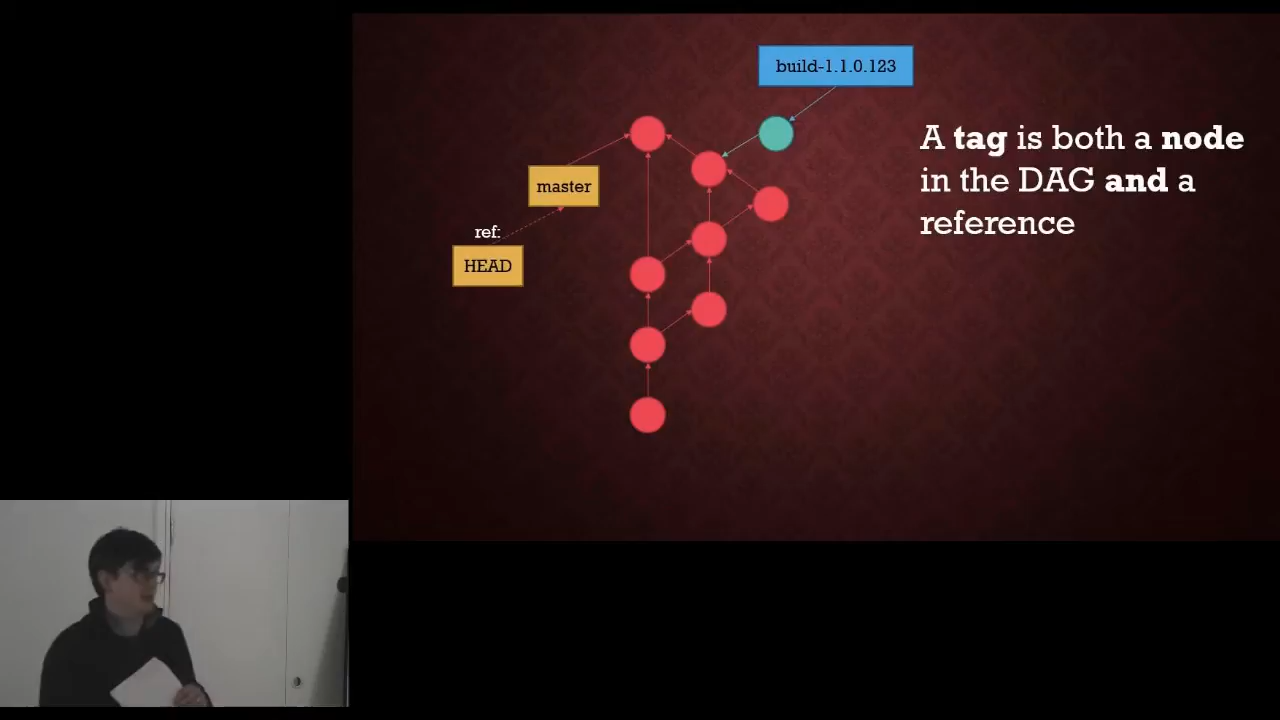 build-1.1.0.123
A tag is both a node
in the DAG and a
reference
master
ref:
HEAD